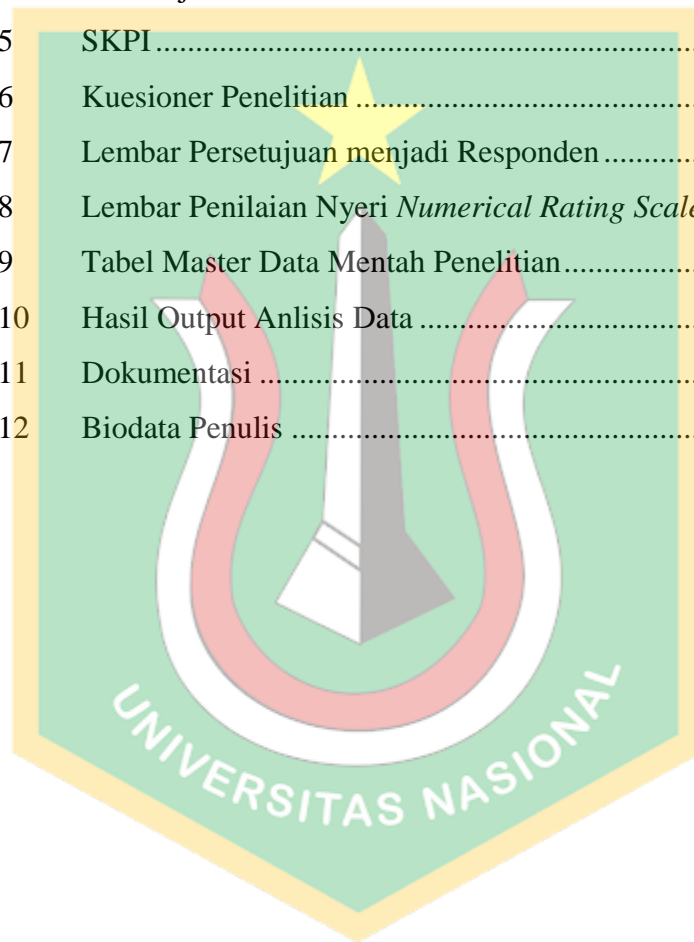 5 SKPI........................................................................
6 Kuesioner Penelitian ..............................................
7 Lembar Persetujuan menjadi Responden ..............
8 Lembar Penilaian Nyeri Numerical Rating Scale
9 Tabel Master Data Mentah Penelitian....................
10 Hasil Output Anlisis Data ......................................
11 Dokumentasi ..........................................................
12 Biodata Penulis ......................................................
UNIVERSITAS NASIONAL